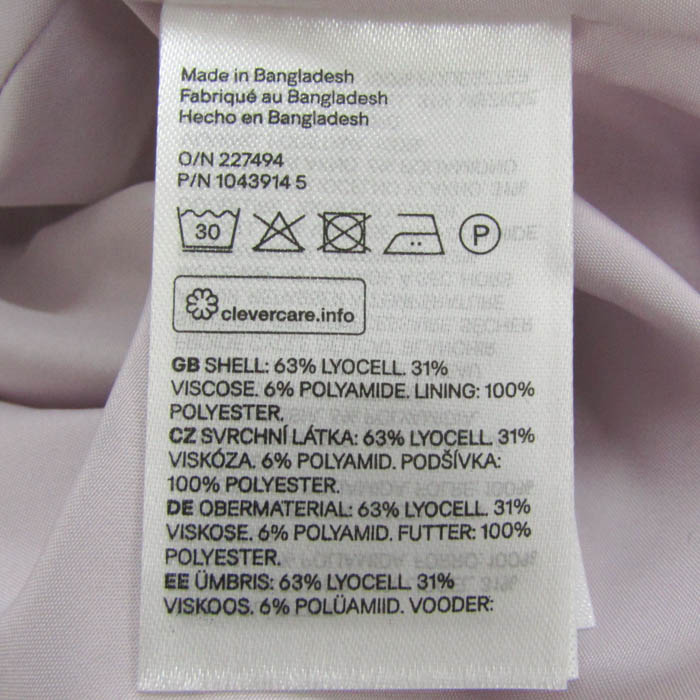 Made in Bangladesh
Fabriqué au Bangladesh
Hecho en Bangladesh
O/N 227494
P/N 1043914 5
30
P
clevercare.info
GB SHELL: 63% LYOCELL. 31%
VISCOSE. 6% POLYAMIDE. LINING: 100%
POLYESTER.
CZ SVRCHNÍ LÁTKA: 63% LYOCELL. 31%
VISKÓZA. 6% POLYAMID. PODŠÍVKA:
100% POLYESTER.
DE OBERMATERIAL: 63% LYOCELL. 31%
VISKOSE. 6% POLYAMID. FUTTER: 100%
POLYESTER.
EE ÜMBRIS: 63% LYOCELL. 31%
VISKOOS. 6% POLÜAMIID. VOODER: